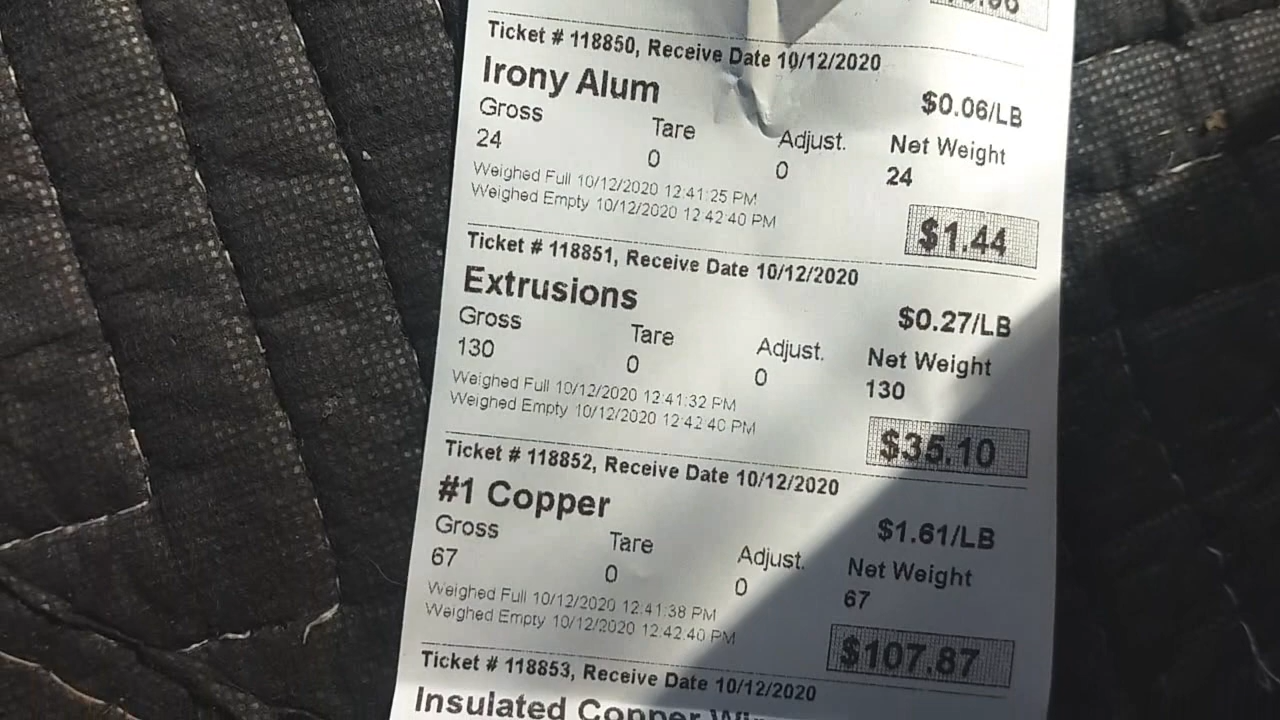 Ticket # 118850, Receive Date 10/12/2020
Irony Alum $0.06/LB
Gross Tare Adjust. Net Weight
24 0 0 24
Weighed Full 10/12/2020 12:41:25 PM
Weighed Empty 10/12/2020 12:42:40 PM
$1.44
Ticket # 118851, Receive Date 10/12/2020
Extrusions $0.27/LB
Gross Tare Adjust. Net Weight
130 0 0 130
Weighed Full 10/12/2020 12:41:32 PM
Weighed Empty 10/12/2020 12:42:40 PM
$35.10
Ticket # 118852, Receive Date 10/12/2020
#1 Copper $1.61/LB
Gross Tare Adjust. Net Weight
67 0 0 67
Weighed Full 10/12/2020 12:41:38 PM
Weighed Empty 10/12/2020 12:42:40 PM
$107.87
Ticket # 118853, Receive Date 10/12/2020
Insulated Copper